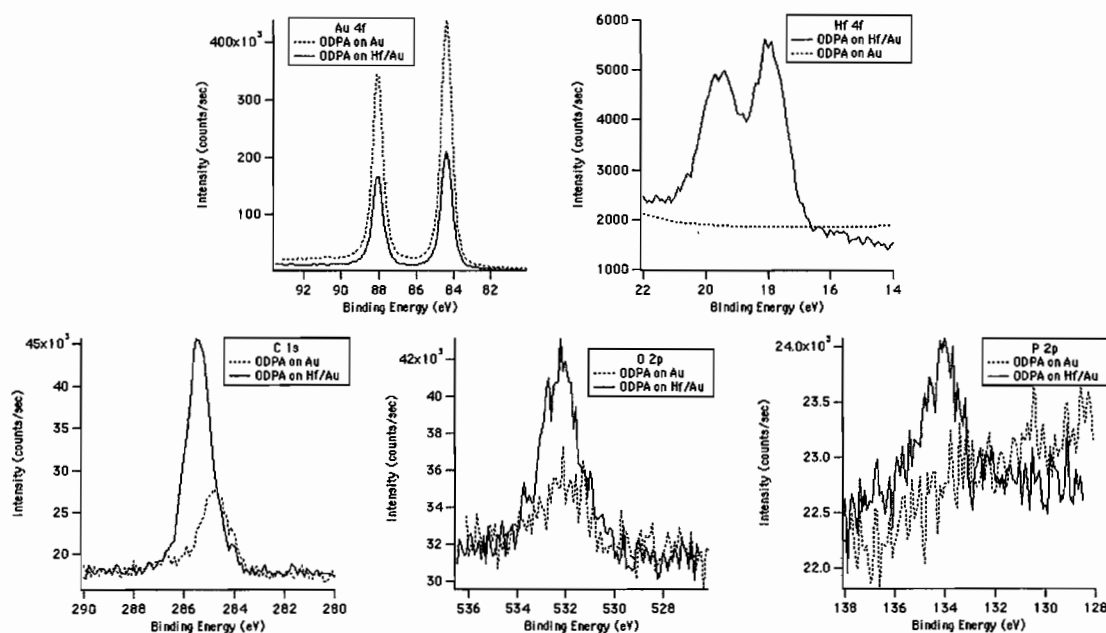 Au 4f
ODPA on Au
ODPA on Hf/Au
400x10³
300
200
100
Intensity (counts/sec)
92 90 88 86 84 82
Binding Energy (eV)
Hf 4f
ODPA on Hf/Au
ODPA on Au
6000
5000
4000
3000
2000
1000
Intensity (counts/sec)
22 20 18 16 14
Binding Energy (eV)
C 1s
ODPA on Au
ODPA on Hf/Au
45x10³
40
35
30
25
20
Intensity (counts/sec)
290 288 286 284 282 280
Binding Energy (eV)
O 2p
ODPA on Au
ODPA on Hf/Au
42x10³
40
38
36
34
32
30
Intensity (counts/sec)
536 534 532 530 528
Binding Energy (eV)
P 2p
ODPA on Au
ODPA on Hf/Au
24.0x10³
23.5
23.0
22.5
22.0
Intensity (counts/sec)
138 136 134 132 130 128
Binding Energy (eV)